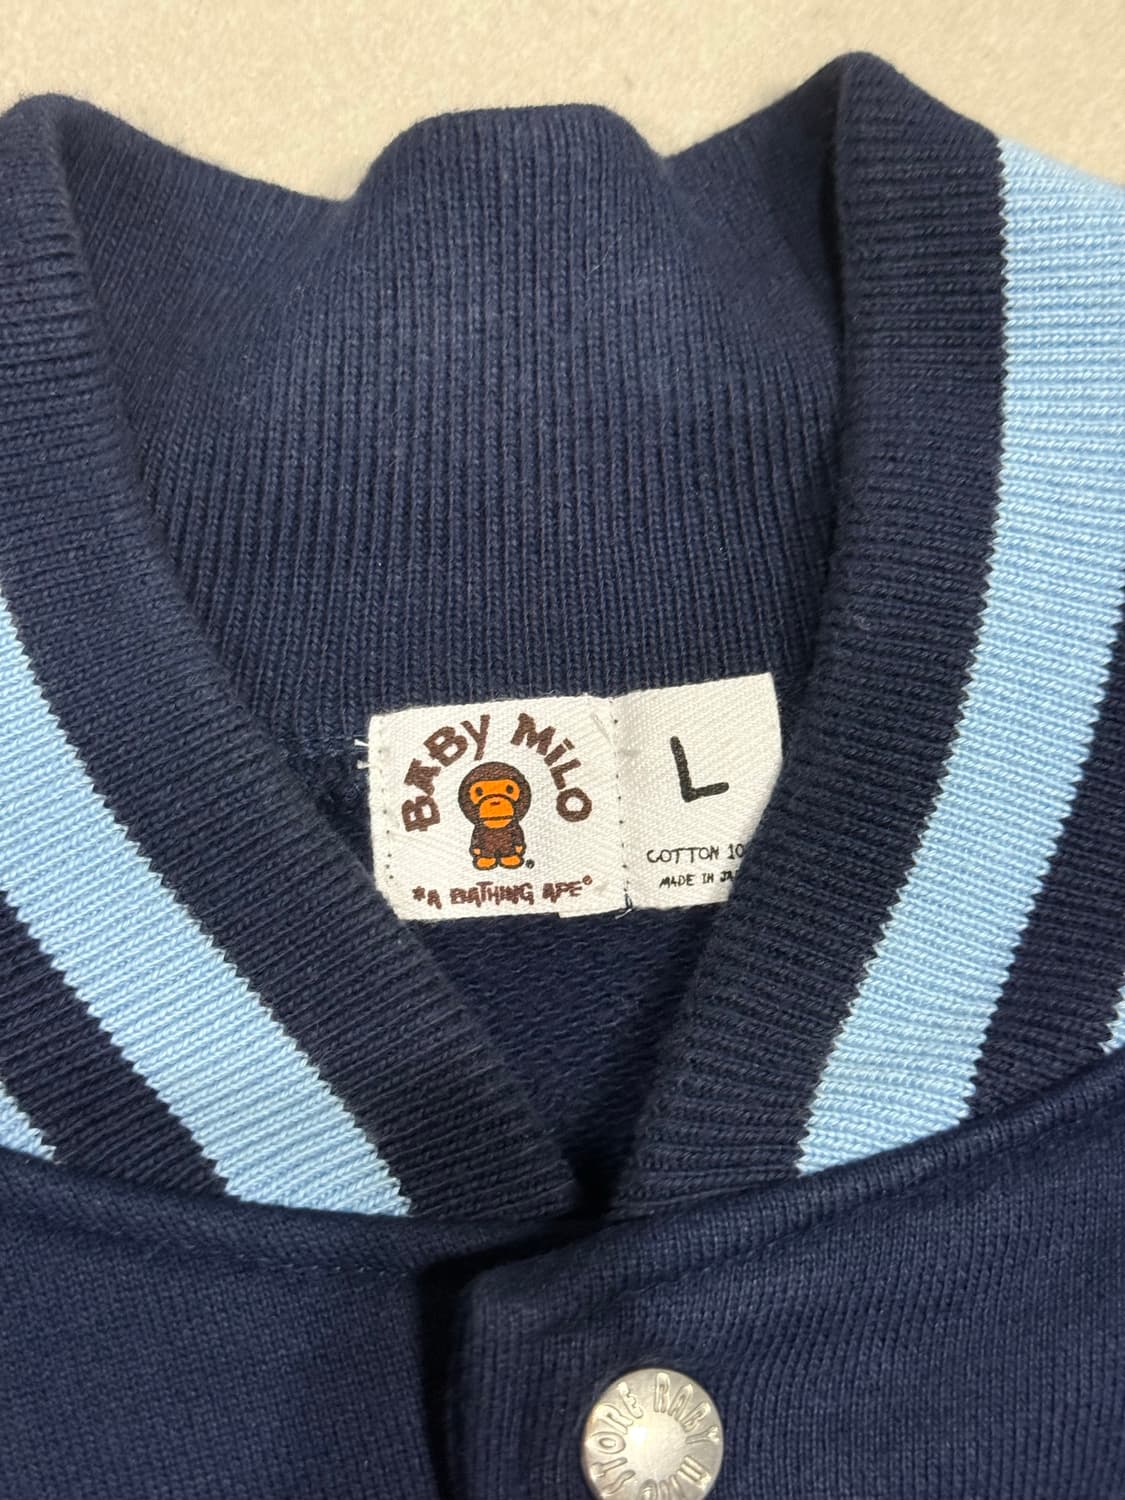 BABY MiLO
®
"A BATHING APE"
L
COTTON 10
MADE IN JA
STORE BABY